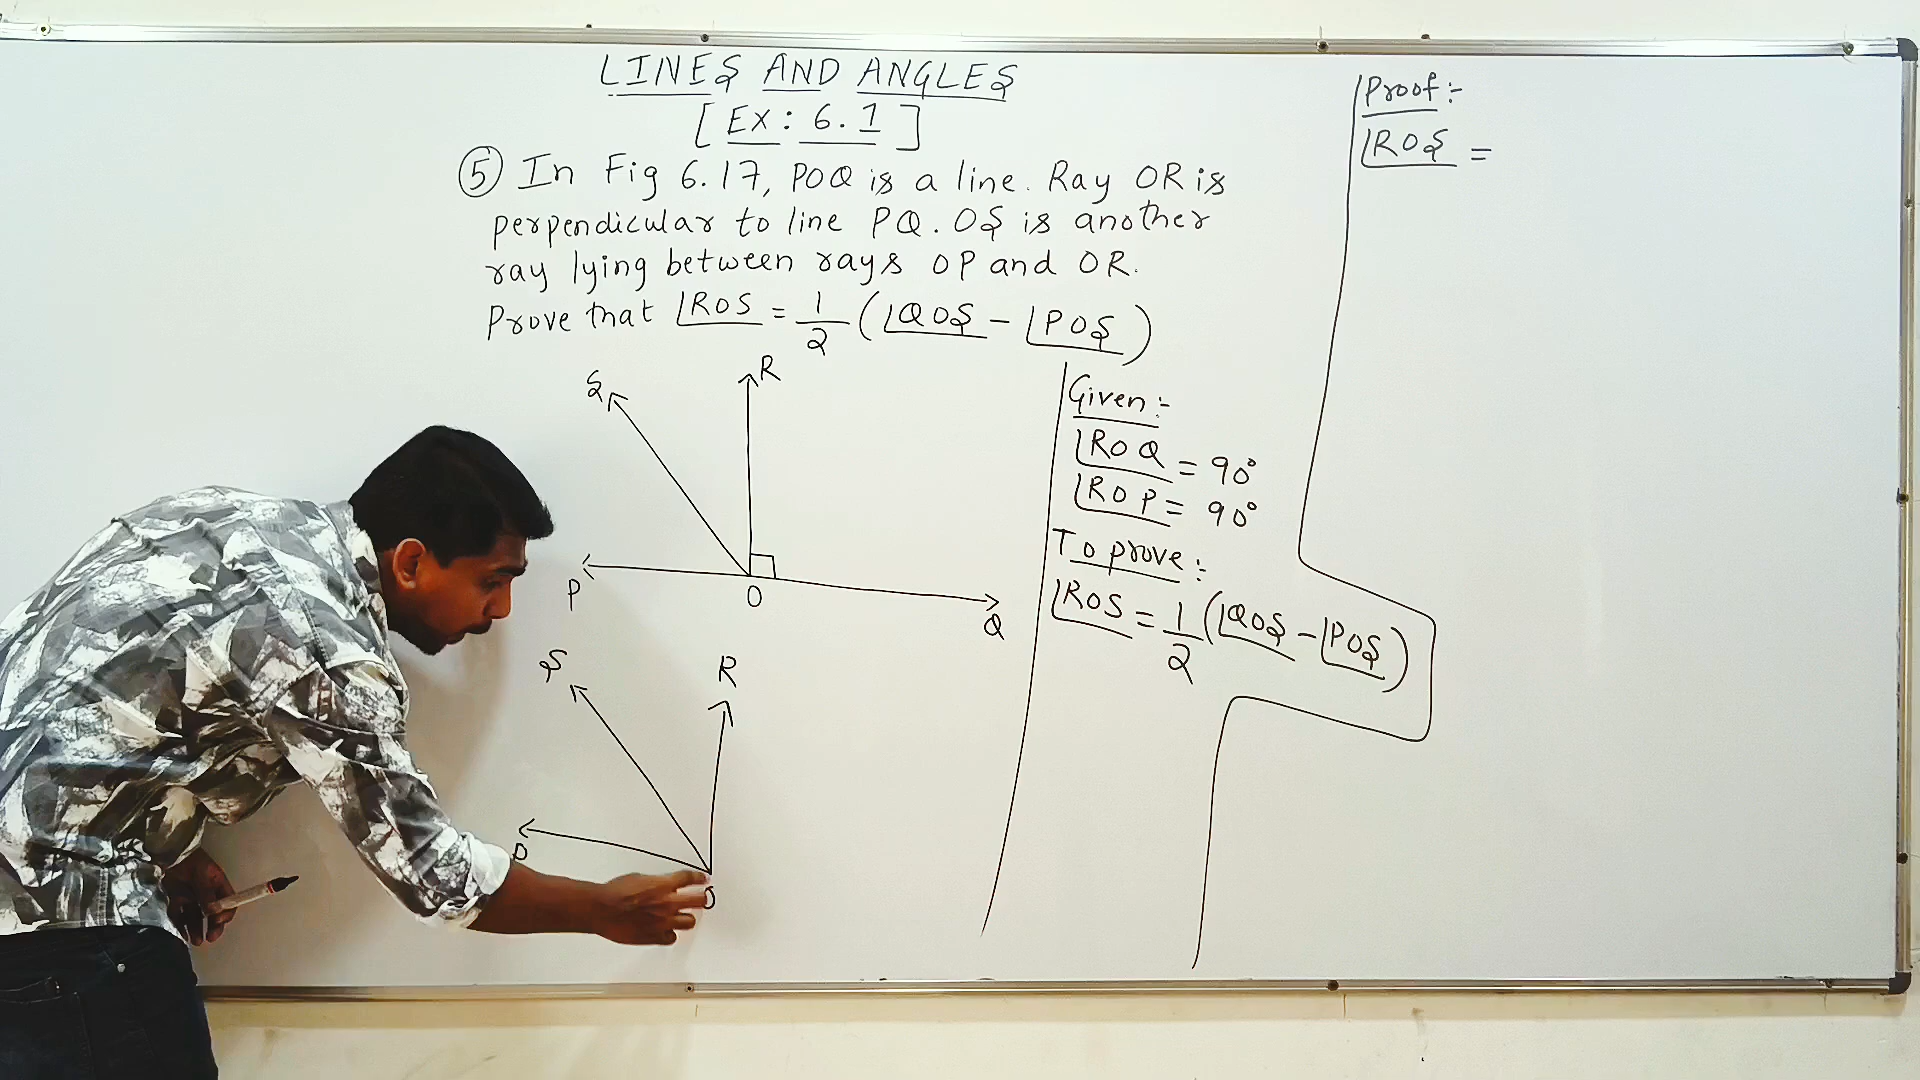 LINES AND ANGLES
[EX: 6.1]
⑤ In Fig 6.17, POQ is a line. Ray OR is
perpendicular to line PQ. OS is another
ray lying between rays OP and OR.
Prove that ∠ROS = 1/2 (∠QOS - ∠POS)
S
R
P
O
Q
S
R
P
O
Given :-
∠ROQ = 90°
∠ROP = 90°
To prove :-
∠ROS = 1/2 (∠QOS - ∠POS)
Proof :-
∠ROS =